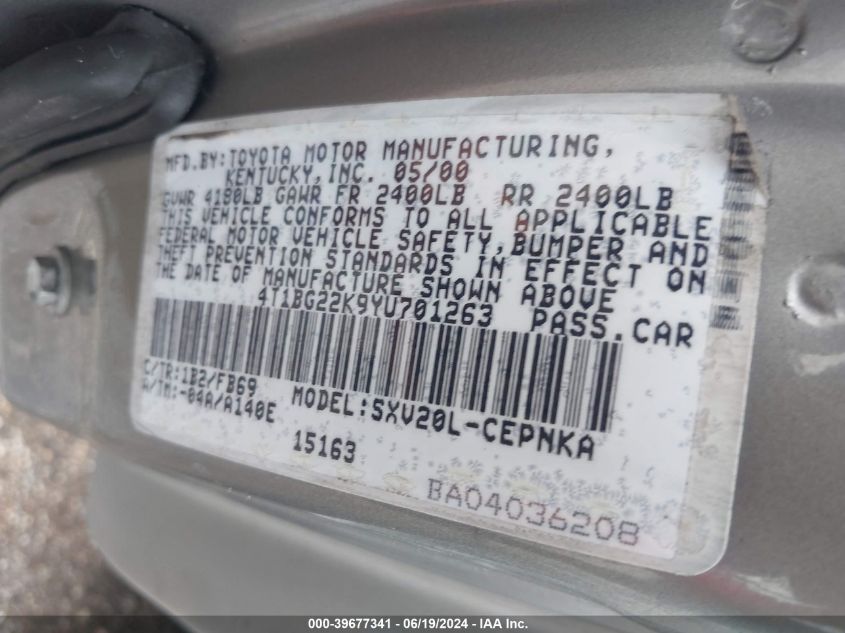 MFD.BY:TOYOTA MOTOR MANUFACTURING,
KENTUCKY,INC. 05/00
GVWR 4180LB GAWR FR 2400LB RR 2400LB
THIS VEHICLE CONFORMS TO ALL APPLICABLE
FEDERAL MOTOR VEHICLE SAFETY,BUMPER AND
THEFT PREVENTION STANDARDS IN EFFECT ON
THE DATE OF MANUFACTURE SHOWN ABOVE
4T1BG22K9YU701263 PASS.CAR
C/TR:1B2/FB69
A/TM:-04A/A140E MODEL:SXV20L-CEPNKA
15163
BA04036208
000-39677341 - 06/19/2024 - IAA Inc.